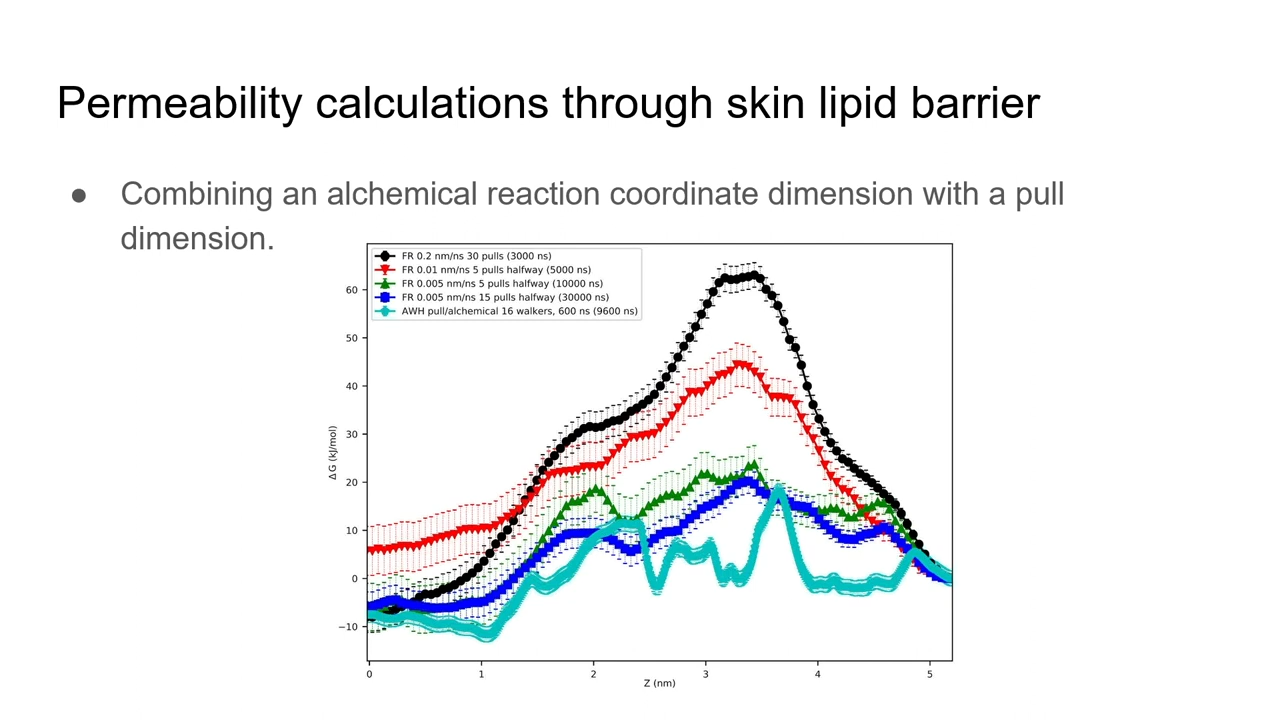 Permeability calculations through skin lipid barrier
● Combining an alchemical reaction coordinate dimension with a pull
dimension.
FR 0.2 nm/ns 30 pulls (3000 ns)
FR 0.01 nm/ns 5 pulls halfway (5000 ns)
FR 0.005 nm/ns 5 pulls halfway (10000 ns)
FR 0.005 nm/ns 15 pulls halfway (30000 ns)
AWH pull/alchemical 16 walkers, 600 ns (9600 ns)
60
50
40
30
20
10
0
−10
Δ G (kJ/mol)
0 1 2 3 4 5
Z (nm)